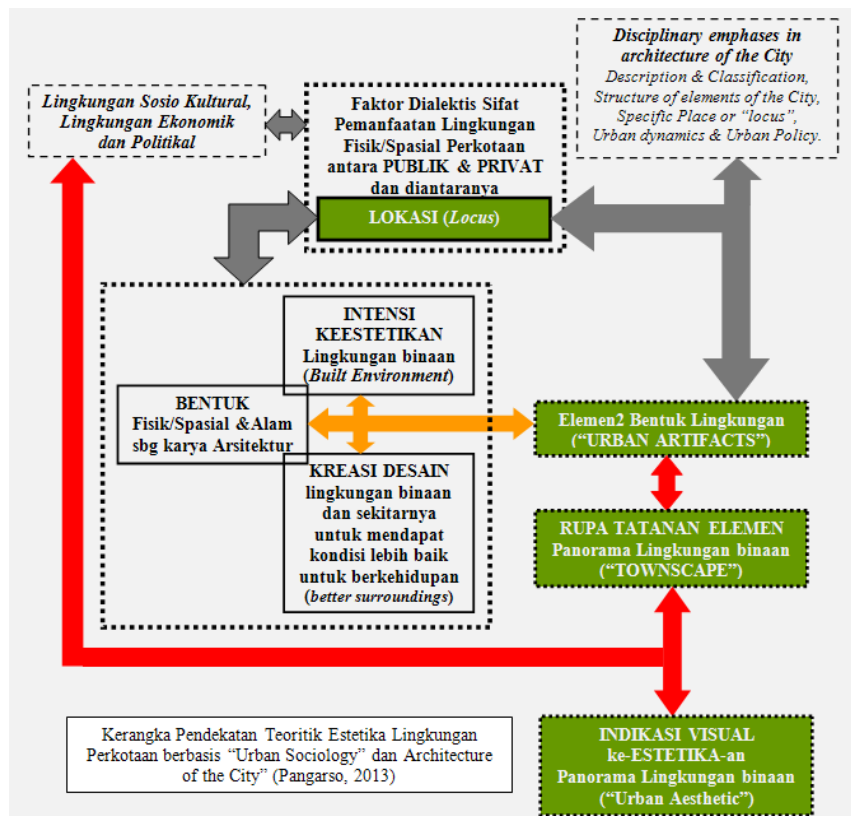 Disciplinary emphases in
architecture of the City
Description & Classification,
Structure of elements of the City,
Specific Place or “locus”,
Urban dynamics & Urban Policy.
Lingkungan Sosio Kultural,
Lingkungan Ekonomik
dan Politikal
Faktor Dialektis Sifat
Pemanfaatan Lingkungan
Fisik/Spasial Perkotaan
antara PUBLIK & PRIVAT
dan diantaranya
LOKASI (Locus)
INTENSI
KEESTETIKAN
Lingkungan binaan
(Built Environment)
BENTUK
Fisik/Spasial &Alam
sbg karya Arsitektur
KREASI DESAIN
lingkungan binaan
dan sekitarnya
untuk mendapat
kondisi lebih baik
untuk berkehidupan
(better surroundings)
Elemen2 Bentuk Lingkungan
(“URBAN ARTIFACTS”)
RUPA TATANAN ELEMEN
Panorama Lingkungan binaan
(“TOWNSCAPE”)
INDIKASI VISUAL
ke-ESTETIKA-an
Panorama Lingkungan binaan
(“Urban Aesthetic”)
Kerangka Pendekatan Teoritik Estetika Lingkungan
Perkotaan berbasis “Urban Sociology” dan Architecture
of the City” (Pangarso, 2013)